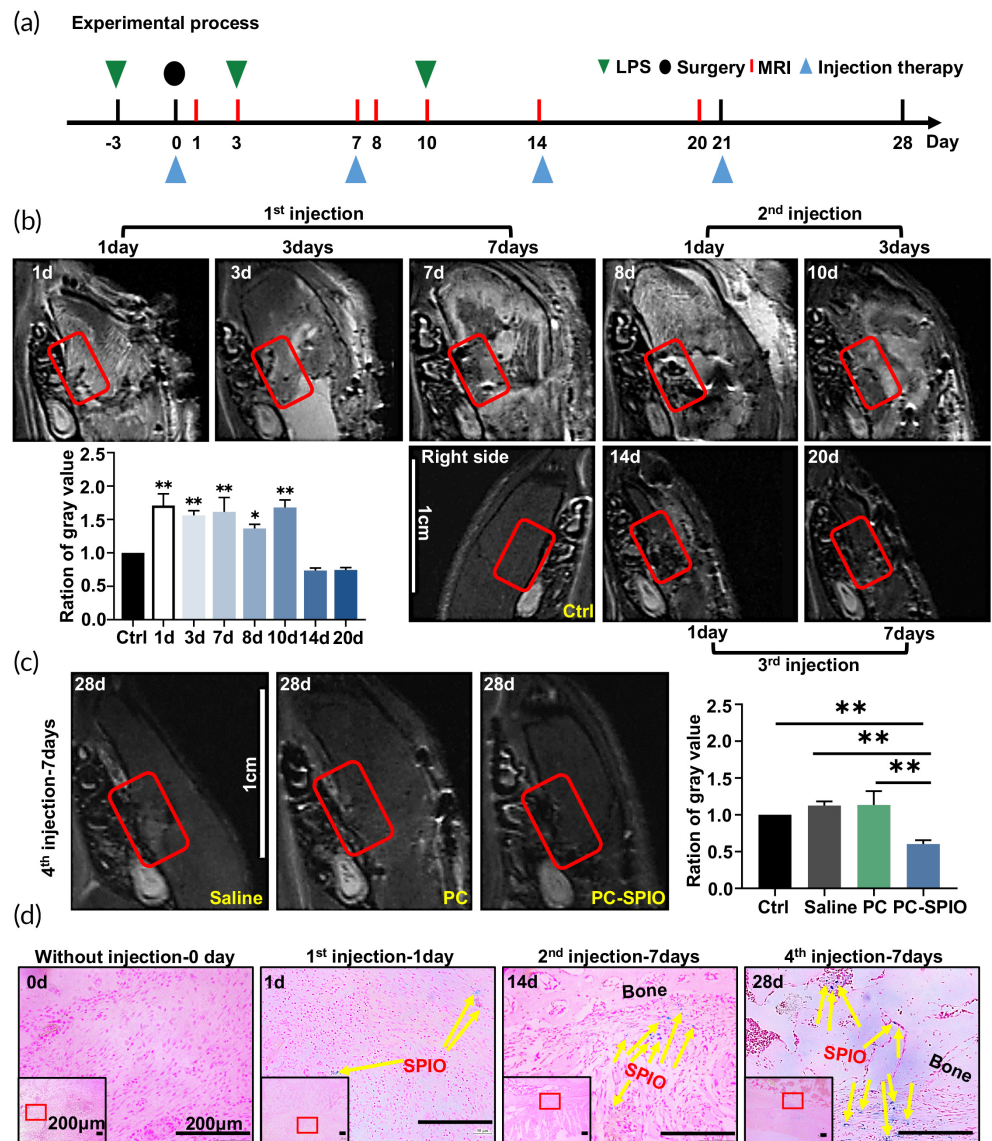 (a)
Experimental process
LPS Surgery MRI Injection therapy
-3 0 1 3 7 8 10 14 20 21 28 Day
(b)
1st injection 2nd injection
1day 3days 7days 1day 3days
1d 3d 7d 8d 10d
Right side 14d 20d
1cm
Ctrl
Ration of gray value
2.5
2.0
1.5
1.0
0.5
0.0
** ** ** * **
Ctrl 1d 3d 7d 8d 10d 14d 20d
1day 7days
3rd injection
(c)
4th injection-7days
28d 28d 28d
1cm
Saline PC PC-SPIO
Ration of gray value
2.5
2.0
1.5
1.0
0.5
0.0
**
**
**
Ctrl Saline PC PC-SPIO
(d)
Without injection-0 day 1st injection-1day 2nd injection-7days 4th injection-7days
0d 1d 14d 28d
Bone
SPIO SPIO SPIO
Bone
200μm 200μm